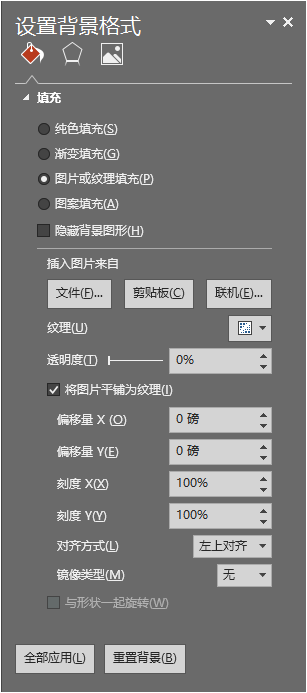 设置背景格式
填充
纯色填充(S)
渐变填充(G)
图片或纹理填充(P)
图案填充(A)
隐藏背景图形(H)
插入图片来自
文件(F)... 剪贴板(C) 联机(E)...
纹理(U)
透明度(T) 0%
将图片平铺为纹理(I)
偏移量 X (O) 0 磅
偏移量 Y(E) 0 磅
刻度 X(X) 100%
刻度 Y(Y) 100%
对齐方式(L) 左上对齐
镜像类型(M) 无
与形状一起旋转(W)
全部应用(L) 重置背景(B)